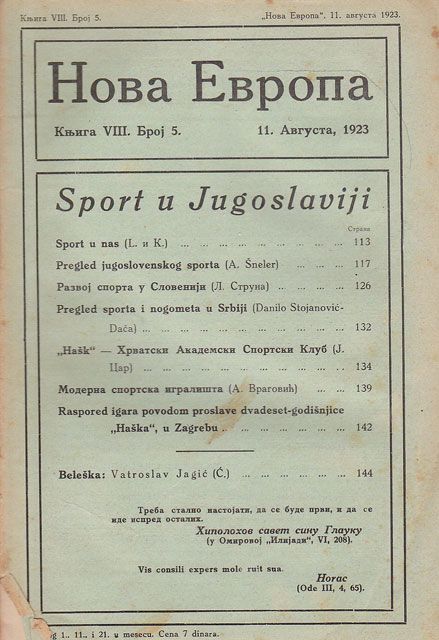 Књига VIII. Број 5.
„Нова Европа“, 11. августа 1923.
Нова Европа
Књига VIII. Број 5.
11. Августа, 1923
Sport u Jugoslaviji
Страна
Sport u nas (L. и К.) ... ... ... ... ... ... ... ... 113
Pregled jugoslovenskog sporta (A. Šneler) ... ... ... 117
Развој спорта у Словенији (Л. Струна) ... ... ... ... 126
Pregled sporta i nogometa u Srbiji (Danilo Stojanović-
Dača) ... ... ... ... ... ... ... ... ... ... 132
„Hašk“ — Хрватски Академски Спортски Клуб (Ј.
Цар) ... ... ... ... ... ... ... ... ... ... 134
Модерна спортска игралишта (А. Враговић) ... ... ... 139
Raspored igara povodom proslave dvadeset-godišnjice
„Haška“, u Zagrebu ... ... ... ... ... ... ... 142
Beleška: Vatroslav Jagić (Ć.) ... ... ... ... ... ... 144
Треба стално настојати, да се буде први, и да се
иде испред осталих.
Хиполохов савет сину Глауку
(у Омировој „Илијади“, VI, 208).
Vis consili expers mole ruit sua.
Horac
(Ode III, 4, 65).
1., 11., i 21. u mesecu. Cena 7 dinara.